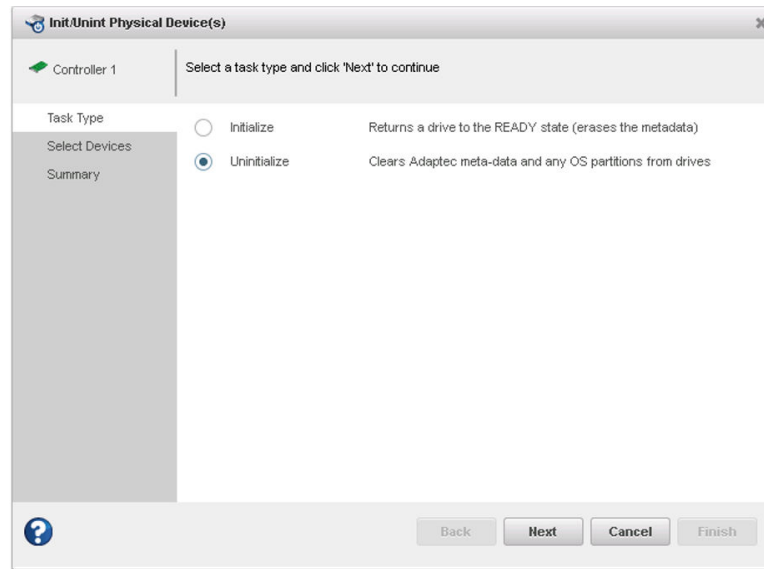 Init/Unint Physical Device(s)
Controller 1
Select a task type and click 'Next' to continue
Task Type
Select Devices
Summary
Initialize Returns a drive to the READY state (erases the metadata)
Uninitialize Clears Adaptec meta-data and any OS partitions from drives
? Back Next Cancel Finish